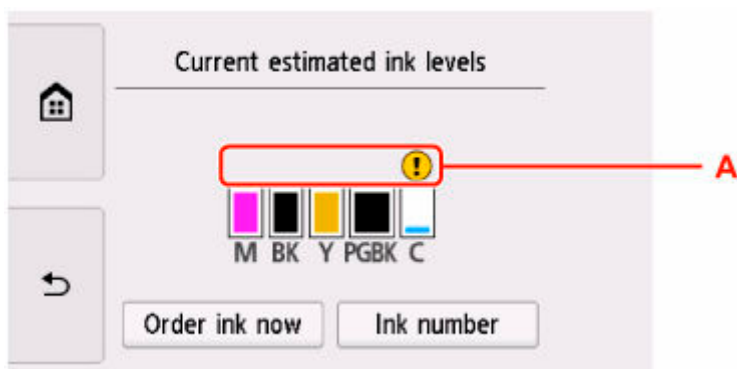 Current estimated ink levels
A
M BK Y PGBK C
Order ink now Ink number